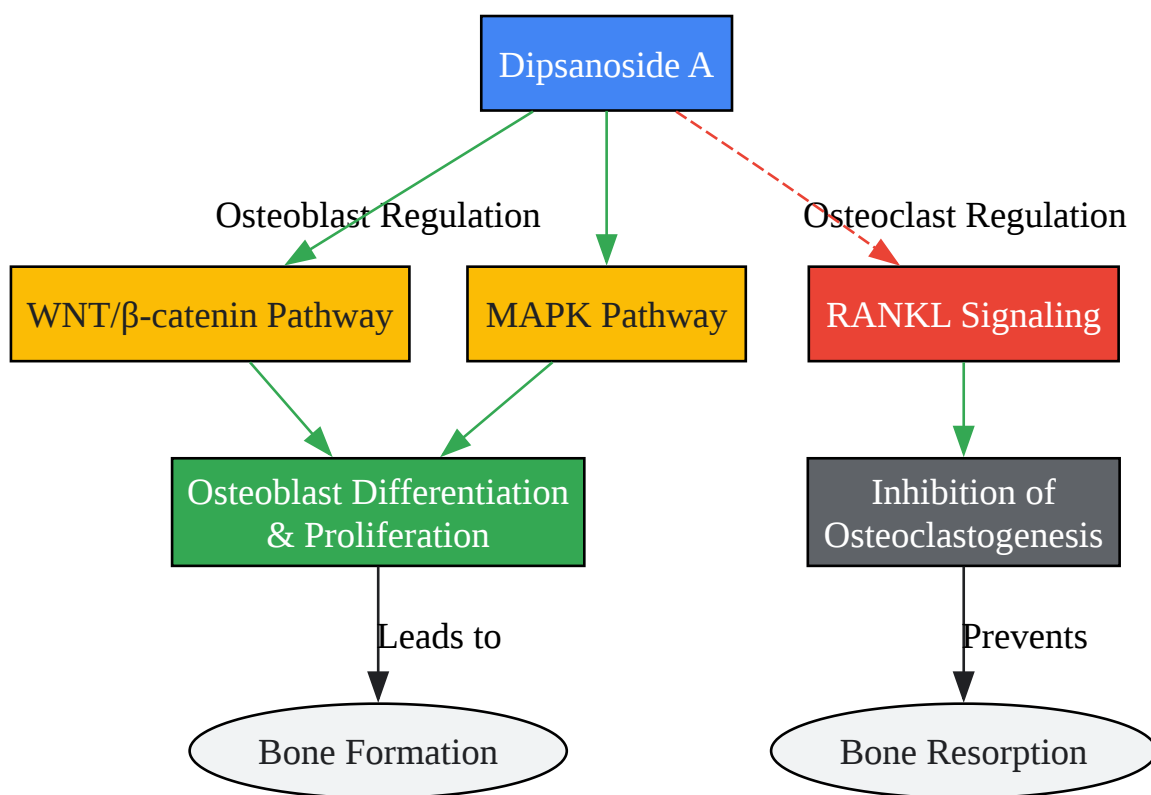 Dipsanoside A
Osteoblast Regulation
Osteoclast Regulation
WNT/β-catenin Pathway
MAPK Pathway
RANKL Signaling
Osteoblast Differentiation
& Proliferation
Inhibition of
Osteoclastogenesis
Leads to
Prevents
Bone Formation
Bone Resorption